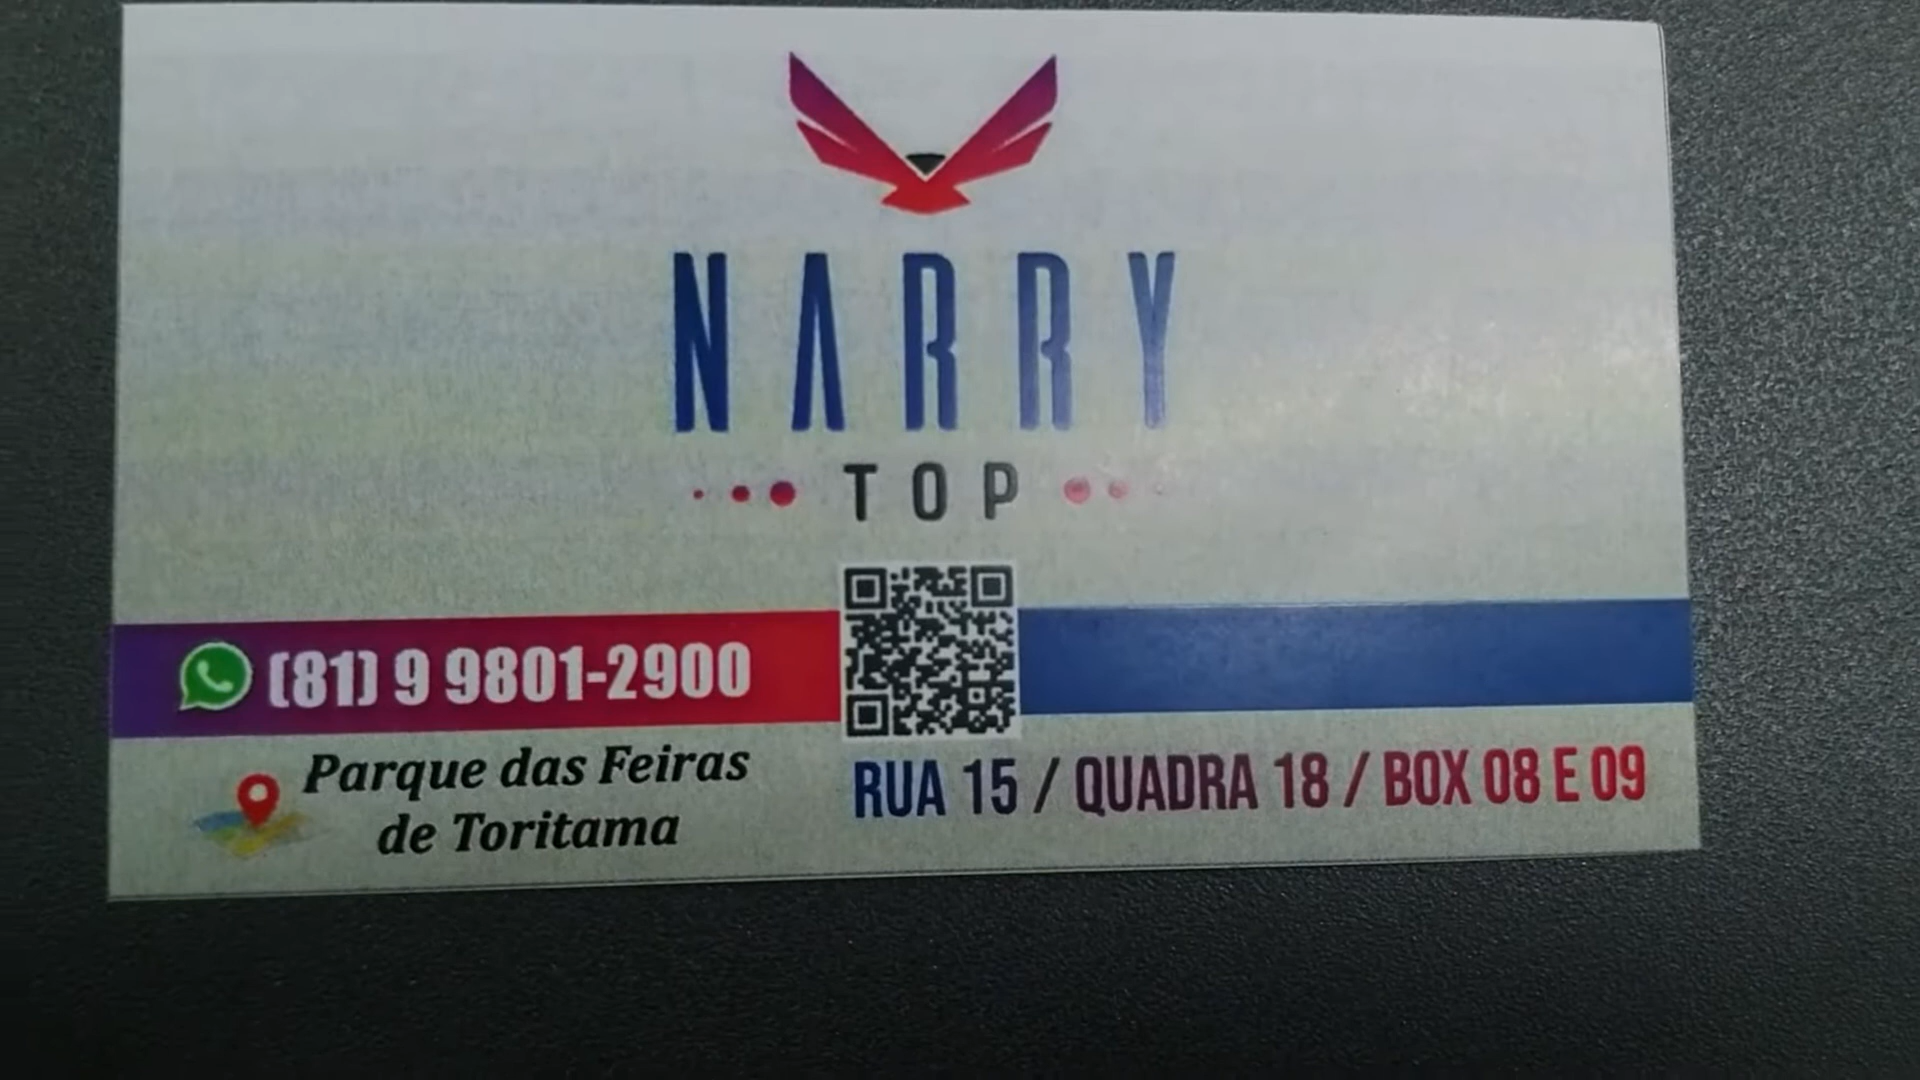 NARRY
TOP
(81) 9 9801-2900
Parque das Feiras
de Toritama
RUA 15 / QUADRA 18 / BOX 08 E 09